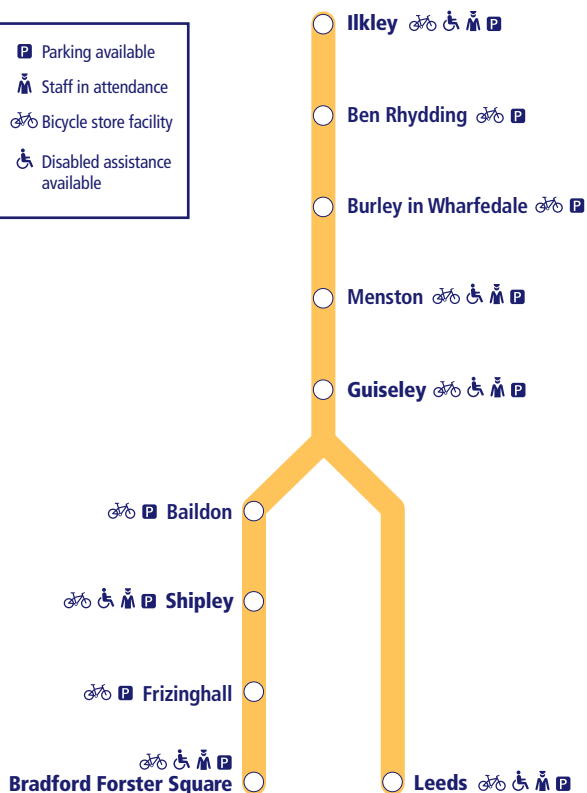 P Parking available
Staff in attendance
Bicycle store facility
Disabled assistance
available
Ilkley P
Ben Rhydding P
Burley in Wharfedale P
Menston P
Guiseley P
P Baildon
P Shipley
P Frizinghall
P
Bradford Forster Square
Leeds P